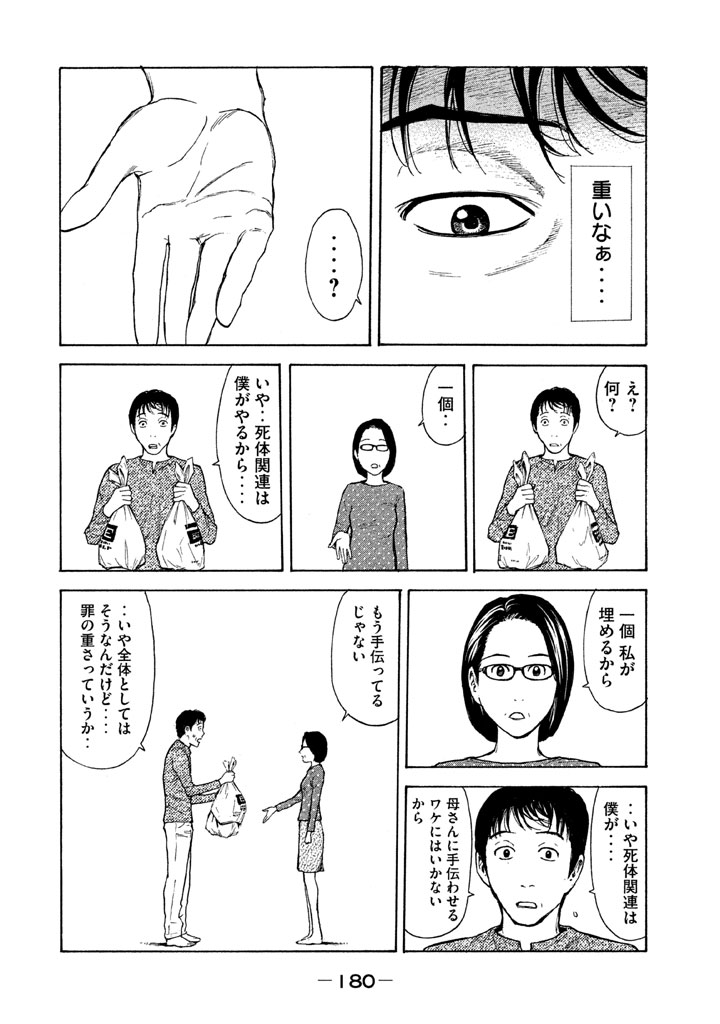 重いなぁ‥‥
‥‥?
え?
何?
一個‥
いや‥死体関連は
僕がやるから‥‥
一個 私が
埋めるから
‥いや死体関連は
僕が‥‥
母さんに手伝わせる
ワケにはいかない
から
もう手伝ってる
じゃない
‥いや全体としては
そうなんだけど‥‥
罪の重さっていうか‥
—180—